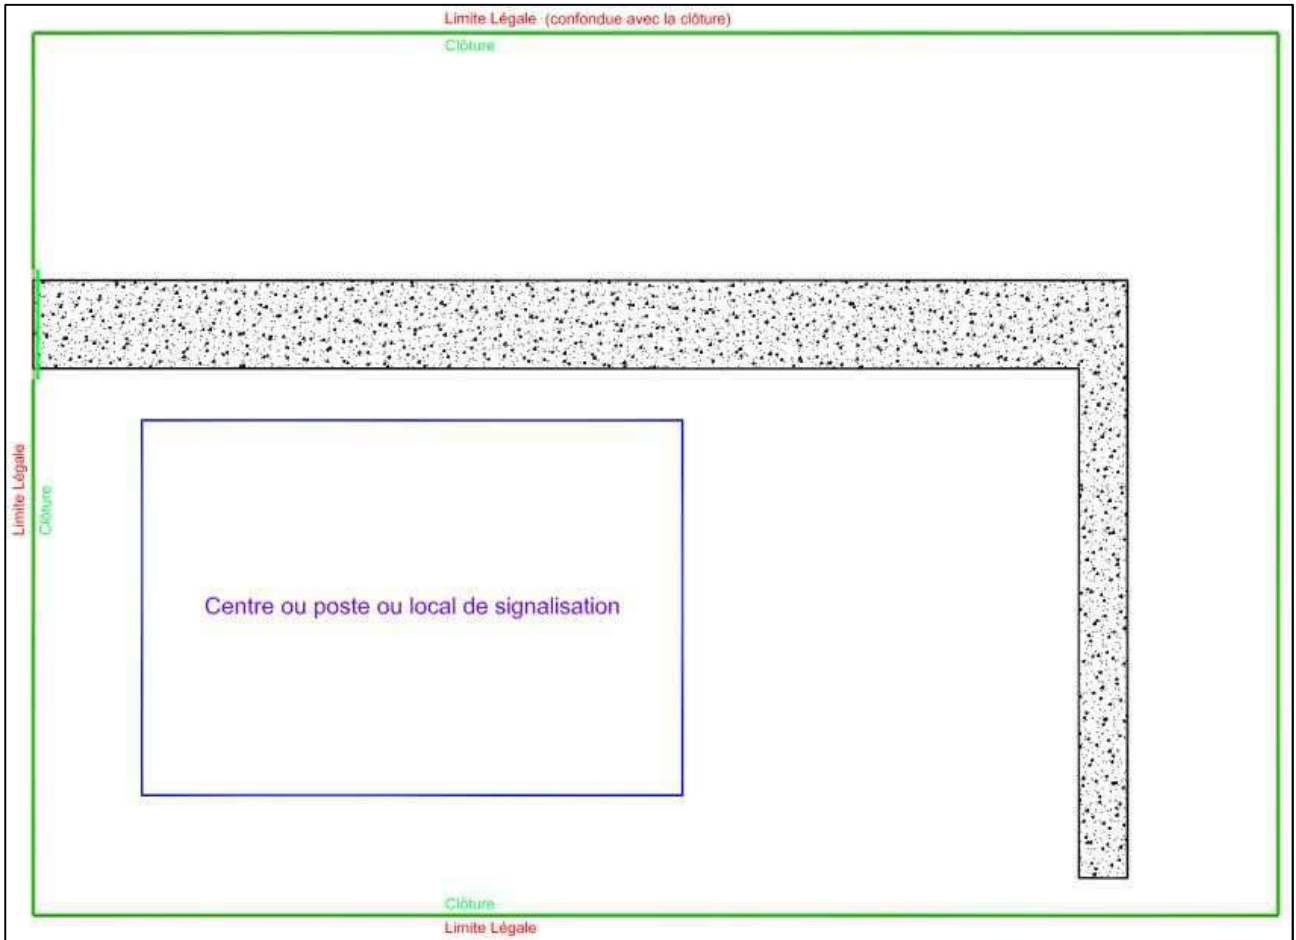 Limite Légale (confondue avec la clôture)
Clôture
Limite Légale
Clôture
Centre ou poste ou local de signalisation
Clôture
Limite Légale